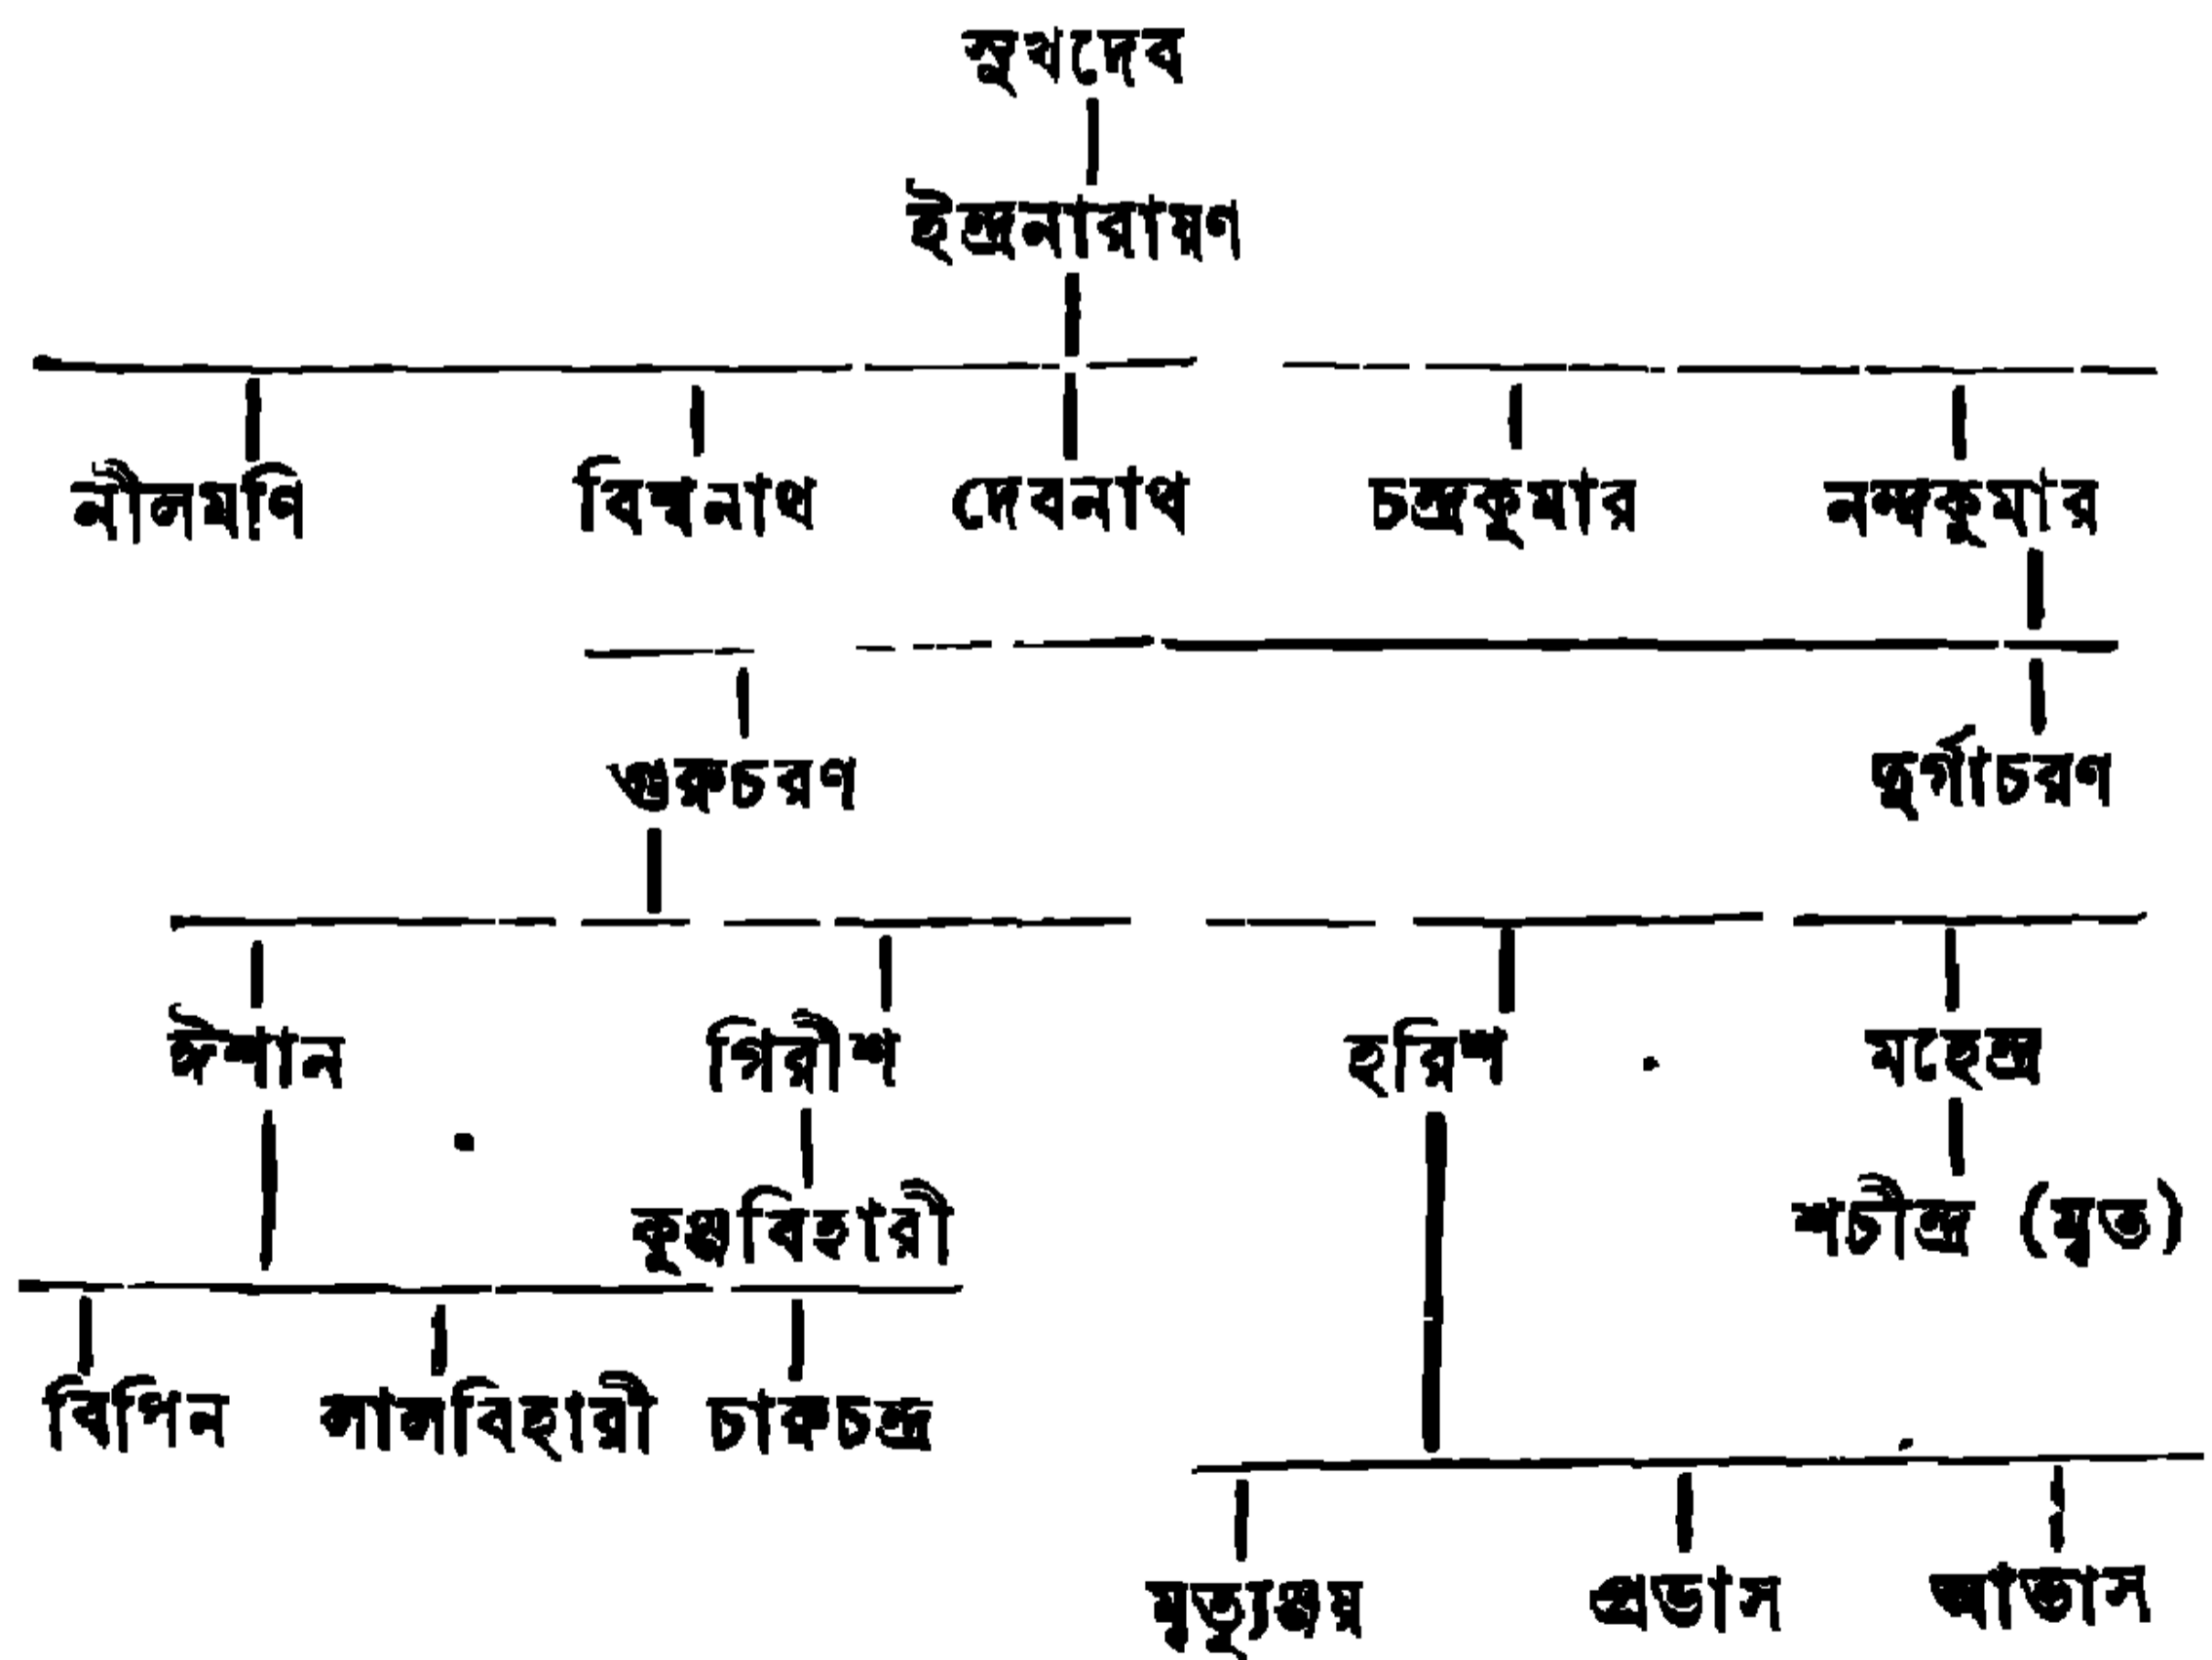 সুখদেব
ইন্দ্রনারায়ণ
নীলমনি বিশ্বনাথ দেবনাথ চন্দ্রকুমার নন্দকুমার
গুরুচরণ দুর্গাচরণ
ঈশান গিরীশ হরিশ মহেন্দ্র
কুঞ্জবিহারী শচীন্দ্র (মৃত)
বিপিন লালবিহারী চারুচন্দ্র
মৃত্যুঞ্জয় প্রভাস আভাস